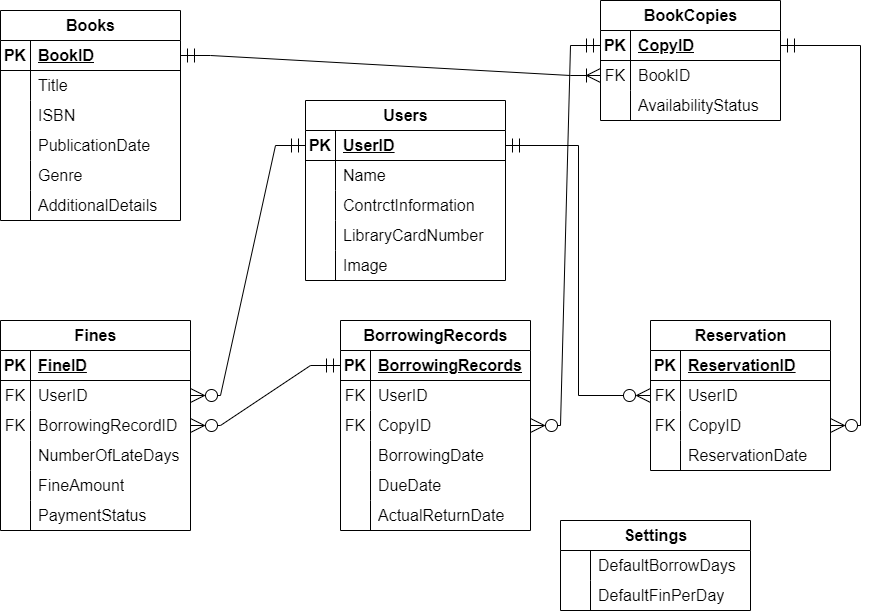 Books
PK BookID
Title
ISBN
PublicationDate
Genre
AdditionalDetails
BookCopies
PK CopyID
FK BookID
AvailabilityStatus
Users
PK UserID
Name
ContrctInformation
LibraryCardNumber
Image
Fines
PK FineID
FK UserID
FK BorrowingRecordID
NumberOfLateDays
FineAmount
PaymentStatus
BorrowingRecords
PK BorrowingRecords
FK UserID
FK CopyID
BorrowingDate
DueDate
ActualReturnDate
Reservation
PK ReservationID
FK UserID
FK CopyID
ReservationDate
Settings
DefaultBorrowDays
DefaultFinPerDay